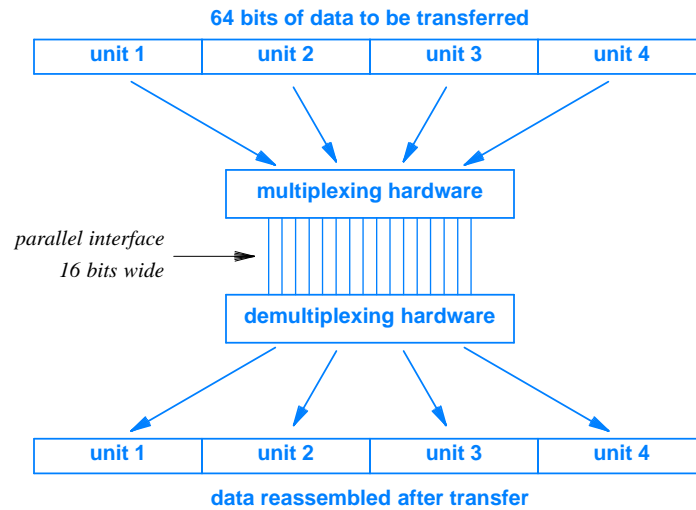 64 bits of data to be transferred
unit 1 unit 2 unit 3 unit 4
multiplexing hardware
parallel interface
16 bits wide
demultiplexing hardware
unit 1 unit 2 unit 3 unit 4
data reassembled after transfer